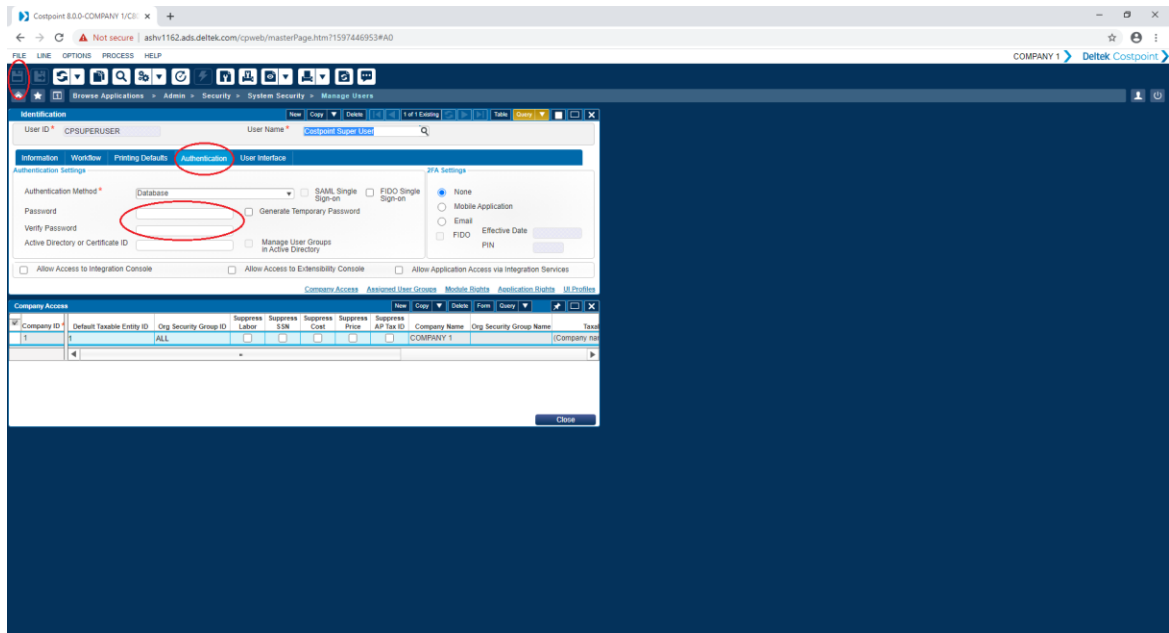 Costpoint 8.0.0-COMPANY 1/C80
Not secure | ashv1162.ads.deltek.com/cpweb/masterPage.htm?1597446953#A0
FILE LINE OPTIONS PROCESS HELP
COMPANY 1 Deltek Costpoint
Browse Applications » Admin » Security » System Security » Manage Users
Identification New Copy Delete 1 of 1 Existing Table Query
User ID * CPSUPERUSER User Name * Costpoint Super User
Information Workflow Printing Defaults Authentication User Interface
Authentication Settings 2FA Settings
Authentication Method * Database SAML Single Sign-on FIDO Single Sign-on None
Password Generate Temporary Password Mobile Application
Verify Password Email
FIDO Effective Date
Active Directory or Certificate ID Manage User Groups in Active Directory PIN
Allow Access to Integration Console Allow Access to Extensibility Console Allow Application Access via Integration Services
Company Access Assigned User Groups Module Rights Application Rights UI Profiles
Company Access New Copy Delete Form Query
Company ID * Default Taxable Entity ID Org Security Group ID Suppress Labor Suppress SSN Suppress Cost Suppress Price Suppress AP Tax ID Company Name Org Security Group Name Taxal
1 1 ALL COMPANY 1 (Company nar
Close